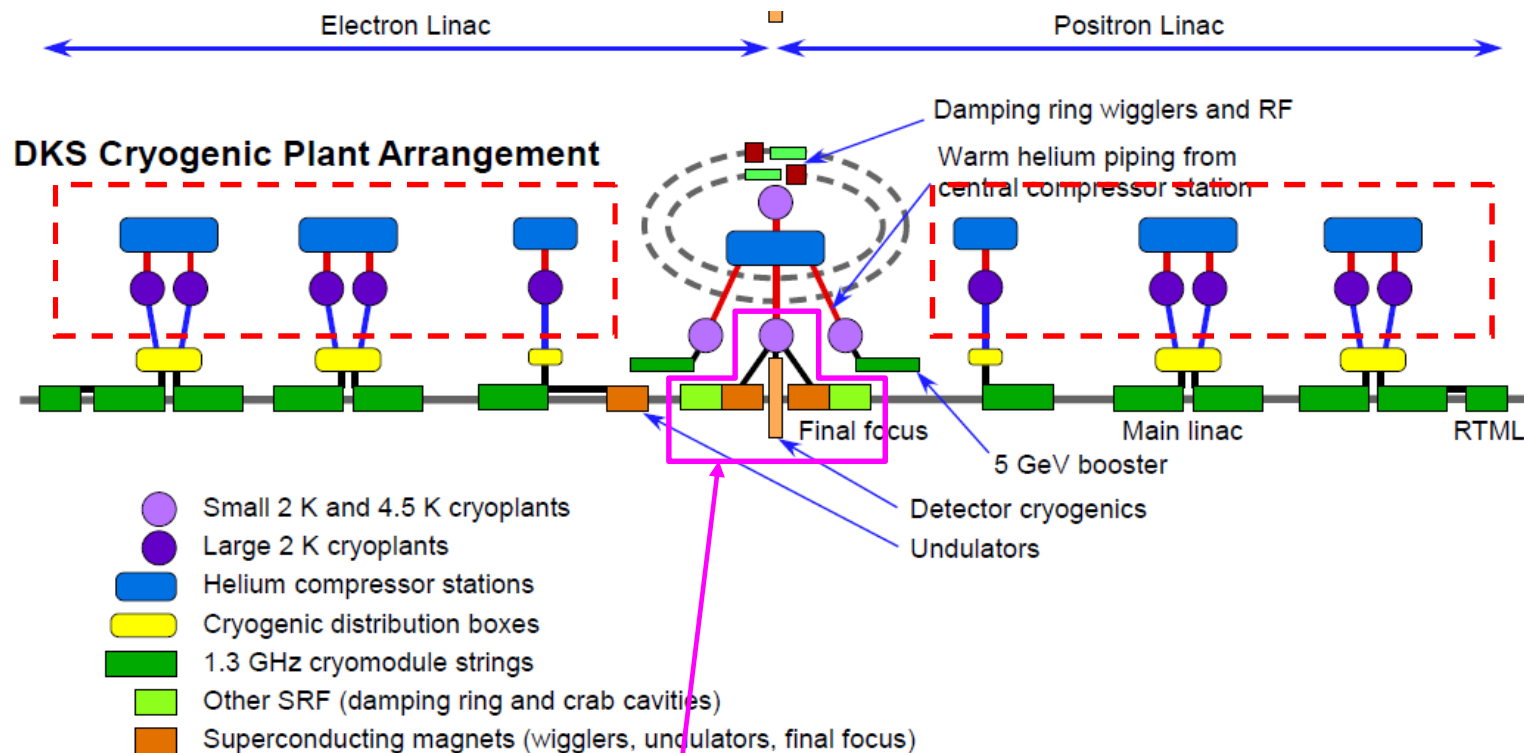 Electron Linac
Positron Linac
Damping ring wigglers and RF
DKS Cryogenic Plant Arrangement
Warm helium piping from
central compressor station
Final focus
Main linac
RTML
5 GeV booster
Detector cryogenics
Undulators
Small 2 K and 4.5 K cryoplants
Large 2 K cryoplants
Helium compressor stations
Cryogenic distribution boxes
1.3 GHz cryomodule strings
Other SRF (damping ring and crab cavities)
Superconducting magnets (wigglers, undulators, final focus)